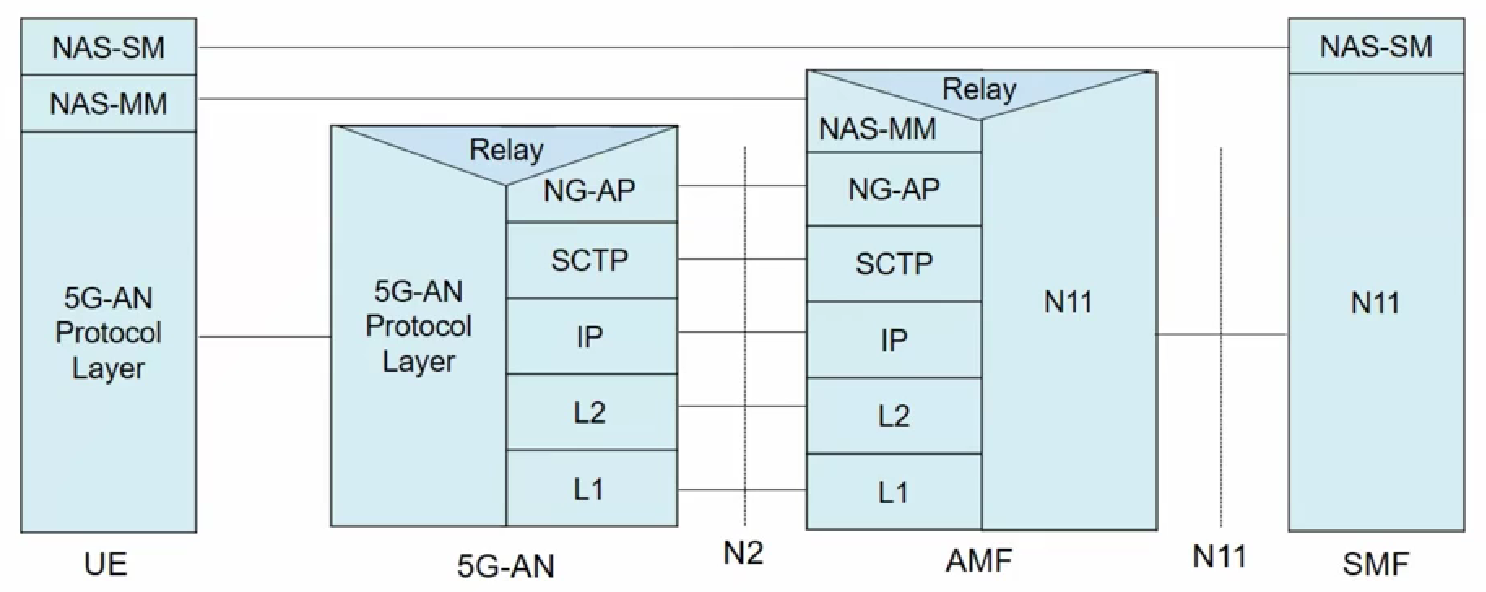 NAS-SM
NAS-MM
5G-AN
Protocol
Layer
UE
Relay
5G-AN
Protocol
Layer
NG-AP
SCTP
IP
L2
L1
5G-AN
N2
Relay
NAS-MM
NG-AP
SCTP
IP
L2
L1
N11
AMF
N11
NAS-SM
N11
SMF